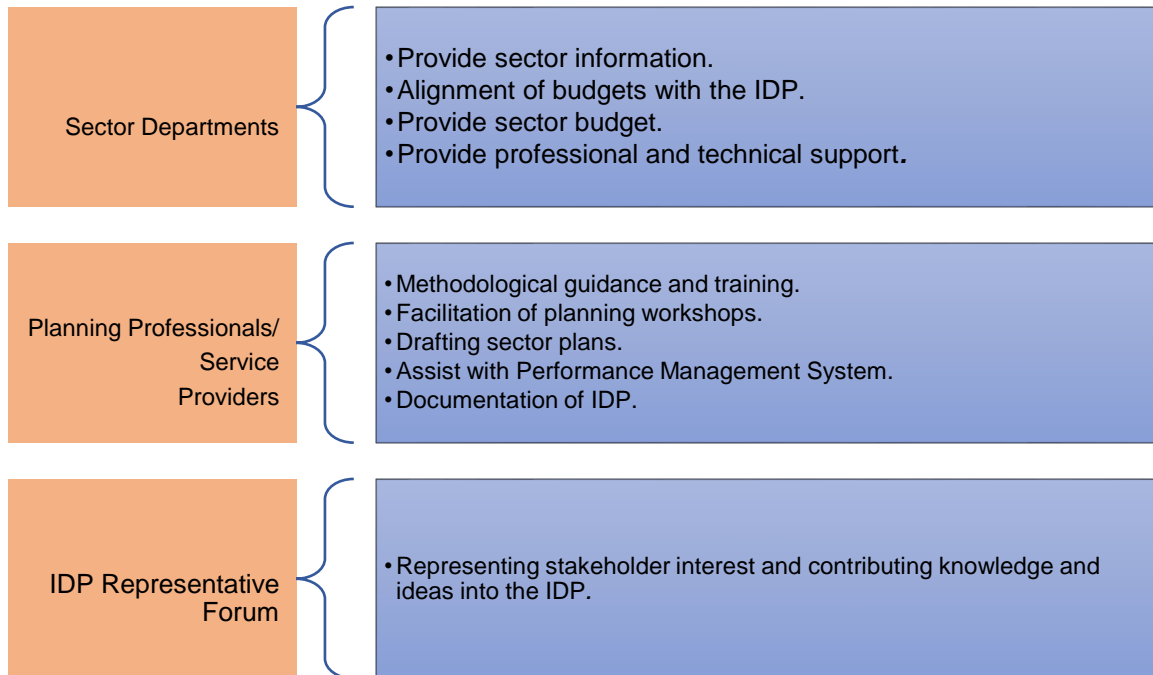 Sector Departments
•Provide sector information.
•Alignment of budgets with the IDP.
•Provide sector budget.
•Provide professional and technical support.
Planning Professionals/
Service
Providers
•Methodological guidance and training.
•Facilitation of planning workshops.
•Drafting sector plans.
•Assist with Performance Management System.
•Documentation of IDP.
IDP Representative
Forum
•Representing stakeholder interest and contributing knowledge and
ideas into the IDP.